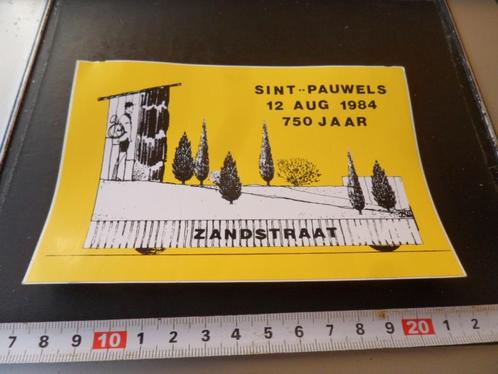 SINT-PAUWELS
12 AUG 1984
750 JAAR
ZANDSTRAAT
7 8 9 10 1 2 3 4 5 6 7 8 9 20 1 2